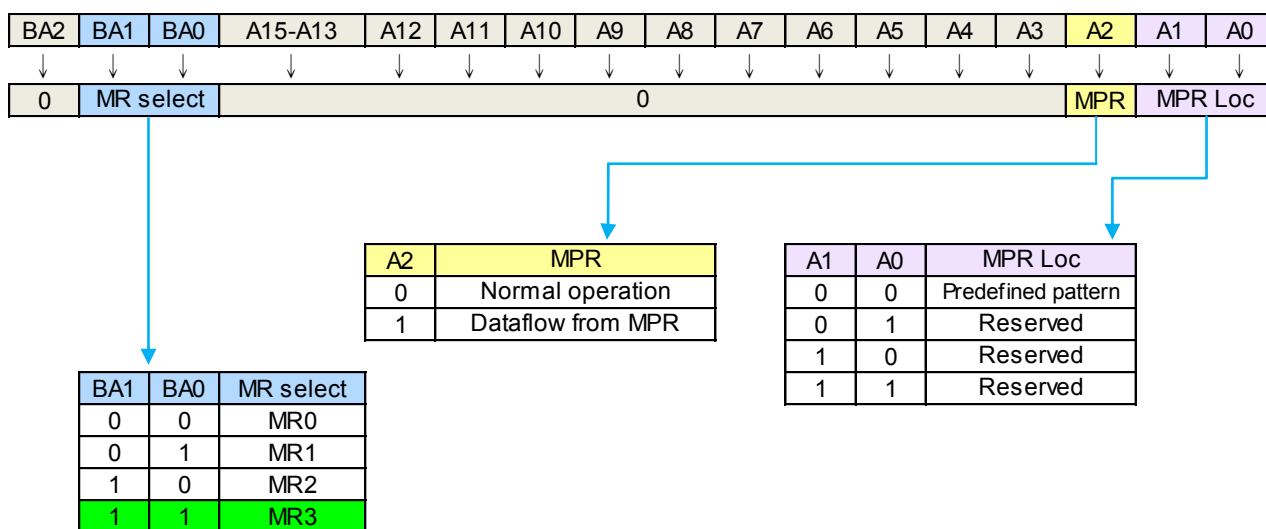 BA2 BA1 BA0 A15-A13 A12 A11 A10 A9 A8 A7 A6 A5 A4 A3 A2 A1 A0
0 MR select 0 MPR MPR Loc
A2 MPR
0 Normal operation
1 Dataflow from MPR
A1 A0 MPR Loc
0 0 Predefined pattern
0 1 Reserved
1 0 Reserved
1 1 Reserved
BA1 BA0 MR select
0 0 MR0
0 1 MR1
1 0 MR2
1 1 MR3